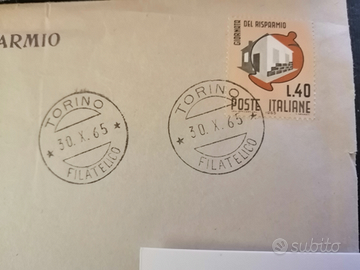 ARMIO
GIORNATA DEL RISPARMIO
L.40
POSTE ITALIANE
TORINO
* 30.X.65 *
FILATELICO
TORINO
* 30.X.65 *
FILATELICO
subito